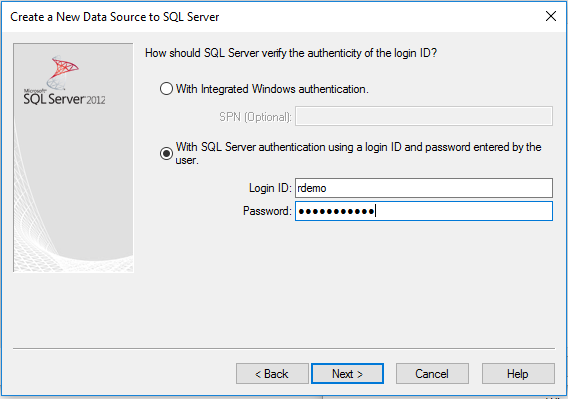 Create a New Data Source to SQL Server
Microsoft
SQL Server 2012
How should SQL Server verify the authenticity of the login ID?
With Integrated Windows authentication.
SPN (Optional):
With SQL Server authentication using a login ID and password entered by the
user.
Login ID: rdemo
Password: ●●●●●●●●●●●
< Back Next > Cancel Help